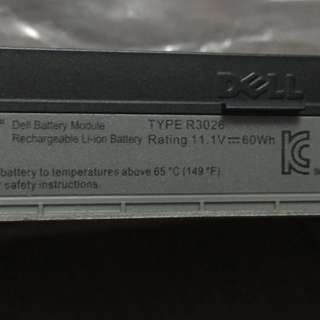 DELL
Dell Battery Module TYPE R3026
Rechargeable Li-ion Battery Rating 11.1V⎓60Wh
battery to temperatures above 65 °C (149 °F)
safety instructions.